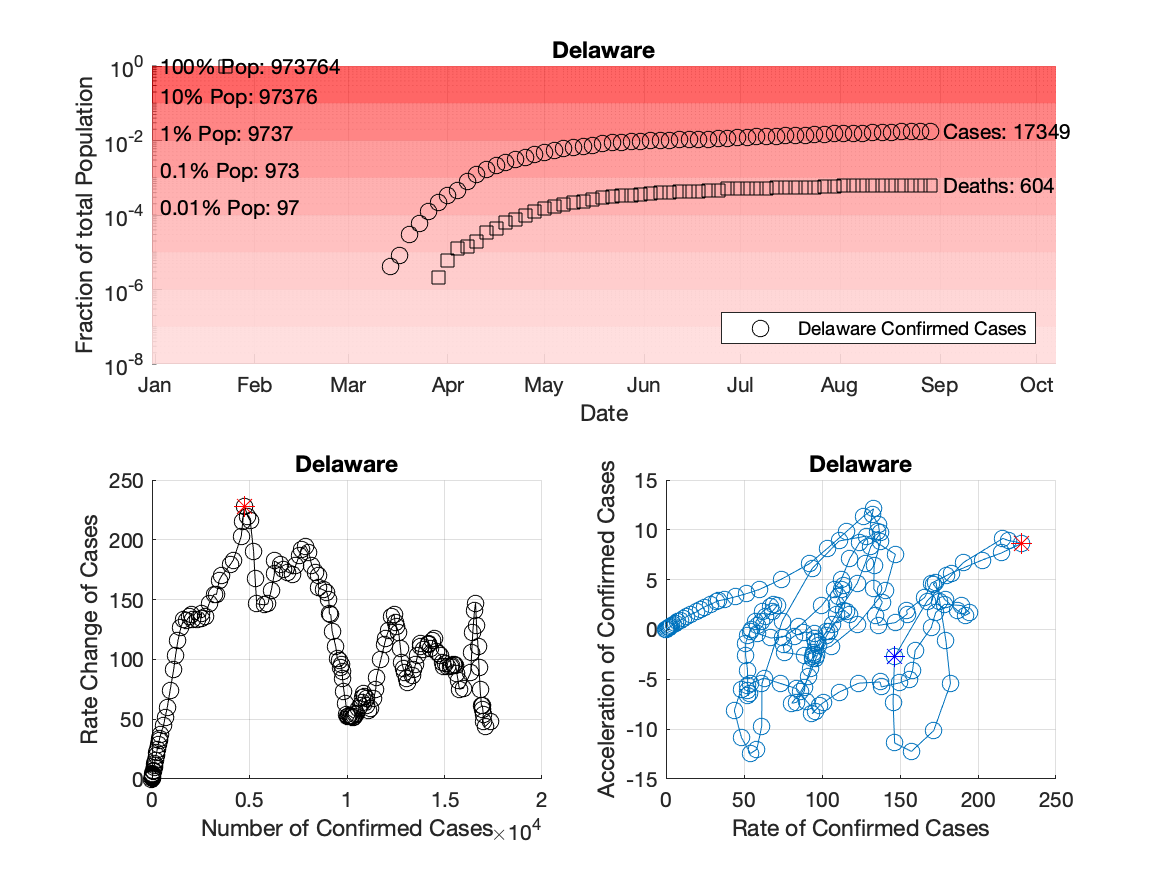 Delaware
10^0
10^-2
10^-4
10^-6
10^-8
Fraction of total Population
100% Pop: 973764
10% Pop: 97376
1% Pop: 9737
0.1% Pop: 973
0.01% Pop: 97
Cases: 17349
Deaths: 604
Delaware Confirmed Cases
Jan Feb Mar Apr May Jun Jul Aug Sep Oct
Date
Delaware
250
200
150
100
50
0
Rate Change of Cases
0 0.5 1 1.5 2
Number of Confirmed Cases
×10^4
Delaware
15
10
5
0
-5
-10
-15
Acceleration of Confirmed Cases
0 50 100 150 200 250
Rate of Confirmed Cases